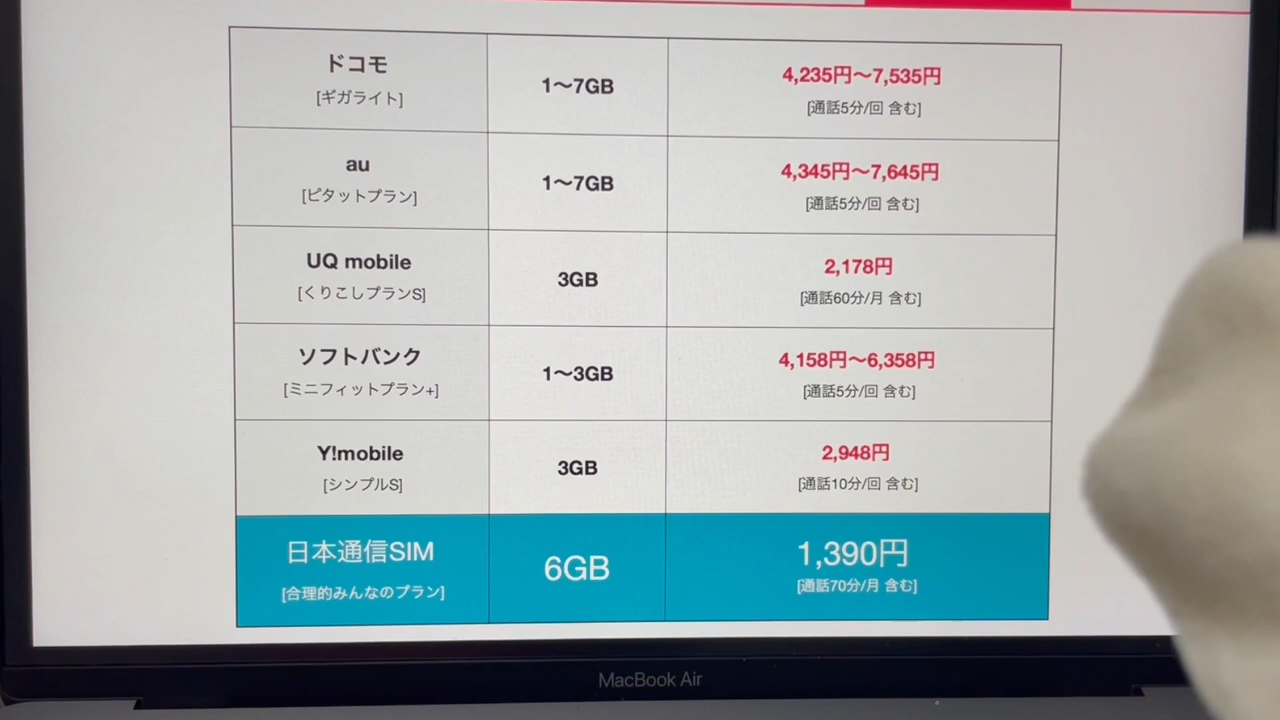 ドコモ
[ギガライト]
1〜7GB
4,235円〜7,535円
[通話5分/回 含む]
au
[ピタットプラン]
1〜7GB
4,345円〜7,645円
[通話5分/回 含む]
UQ mobile
[くりこしプランS]
3GB
2,178円
[通話60分/月 含む]
ソフトバンク
[ミニフィットプラン+]
1〜3GB
4,158円〜6,358円
[通話5分/回 含む]
Y!mobile
[シンプルS]
3GB
2,948円
[通話10分/回 含む]
日本通信SIM
[合理的みんなのプラン]
6GB
1,390円
[通話70分/月 含む]
MacBook Air